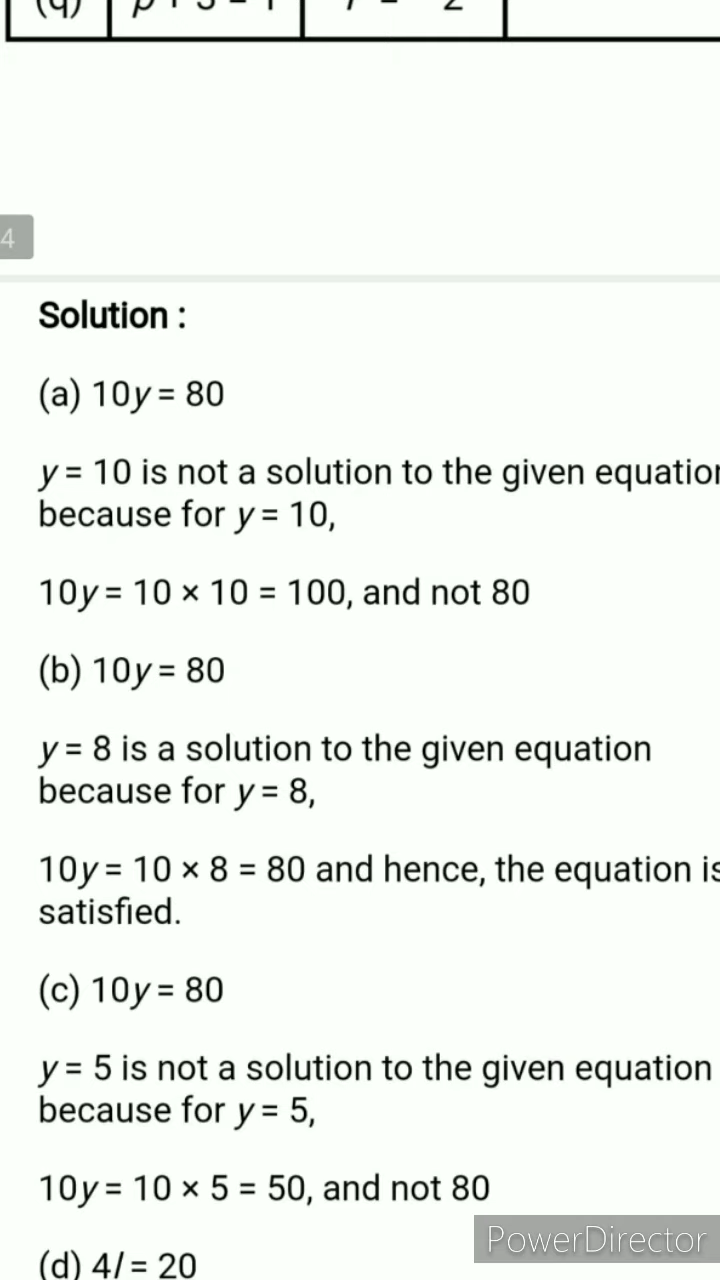 4
Solution :
(a) 10y = 80
y = 10 is not a solution to the given
because for y = 10,
10y = 10 × 10 = 100, and not 80
(b) 10y = 80
y = 8 is a solution to the given equation
because for y = 8,
10y = 10 × 8 = 80 and hence, the equation
satisfied.
(c) 10y = 80
y = 5 is not a solution to the given equation
because for y = 5,
10y = 10 × 5 = 50, and not 80
PowerDirector
(d) 4l = 20